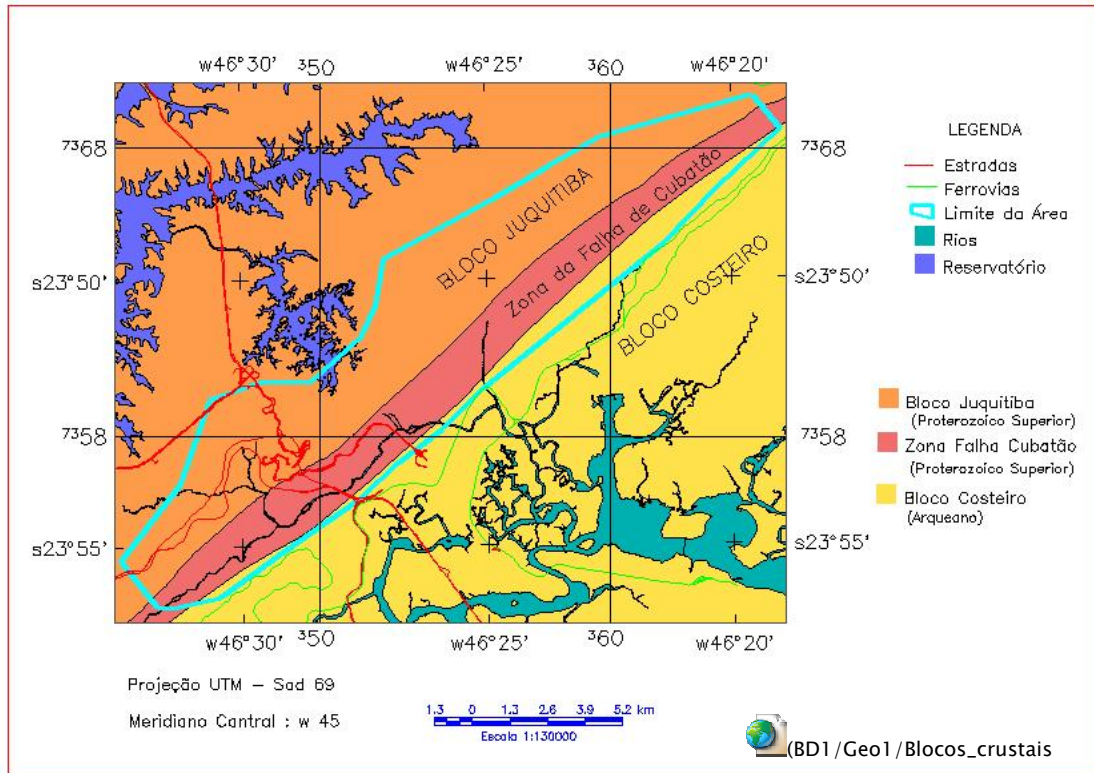 w46°30' ³50 w46°25' ³60 w46°20'
7³68 7³68
LEGENDA
Estradas
Ferrovias
Limite da Área
Rios
Reservatório
BLOCO JUQUITIBA
Zona da Falha de Cubatão
BLOCO COSTEIRO
s23°50' s23°50'
7³58 7³58
Bloco Juquitiba
(Proterozoico Superior)
Zona Falha Cubatão
(Proterozoico Superior)
Bloco Costeiro
(Arqueano)
s23°55' s23°55'
w46°30' ³50 w46°25' ³60 w46°20'
Projeção UTM – Sad 69
Meridiano Cantral : w 45
1.3 0 1.3 2.6 3.9 5.2 km
Escala 1:130000
(BD1/Geo1/Blocos_crustais